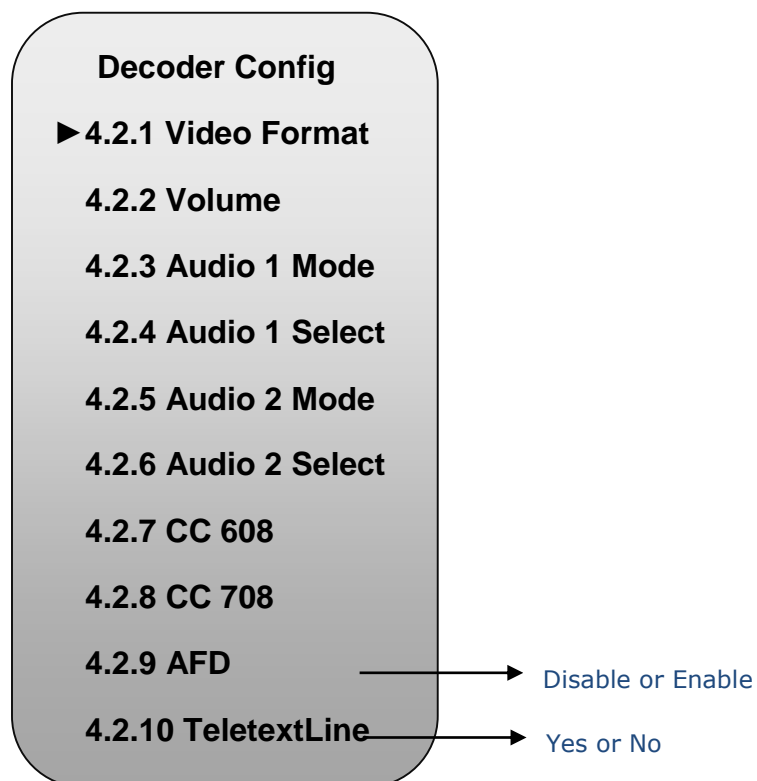 Decoder Config
►4.2.1 Video Format
4.2.2 Volume
4.2.3 Audio 1 Mode
4.2.4 Audio 1 Select
4.2.5 Audio 2 Mode
4.2.6 Audio 2 Select
4.2.7 CC 608
4.2.8 CC 708
4.2.9 AFD
Disable or Enable
4.2.10 TeletextLine
Yes or No